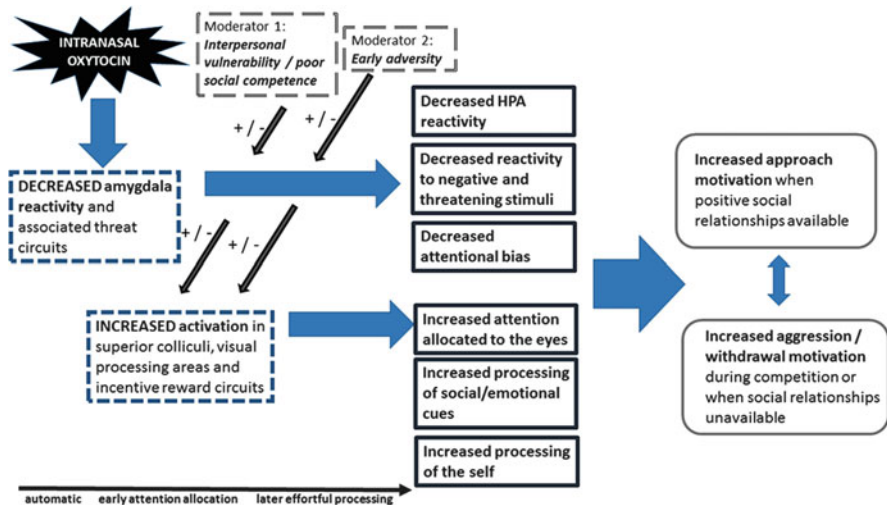 INTRANASAL
OXYTOCIN
Moderator 1:
Interpersonal
vulnerability / poor
social competence
Moderator 2:
Early adversity
+ / -
+ / -
DECREASED amygdala
reactivity and
associated threat
circuits
+ / -
+ / -
INCREASED activation in
superior colliculi, visual
processing areas and
incentive reward circuits
Decreased HPA
reactivity
Decreased reactivity
to negative and
threatening stimuli
Decreased
attentional bias
Increased attention
allocated to the eyes
Increased processing
of social/emotional
cues
Increased processing
of the self
Increased approach
motivation when
positive social
relationships available
Increased aggression /
withdrawal motivation
during competition or
when social relationships
unavailable
automatic early attention allocation later effortful processing